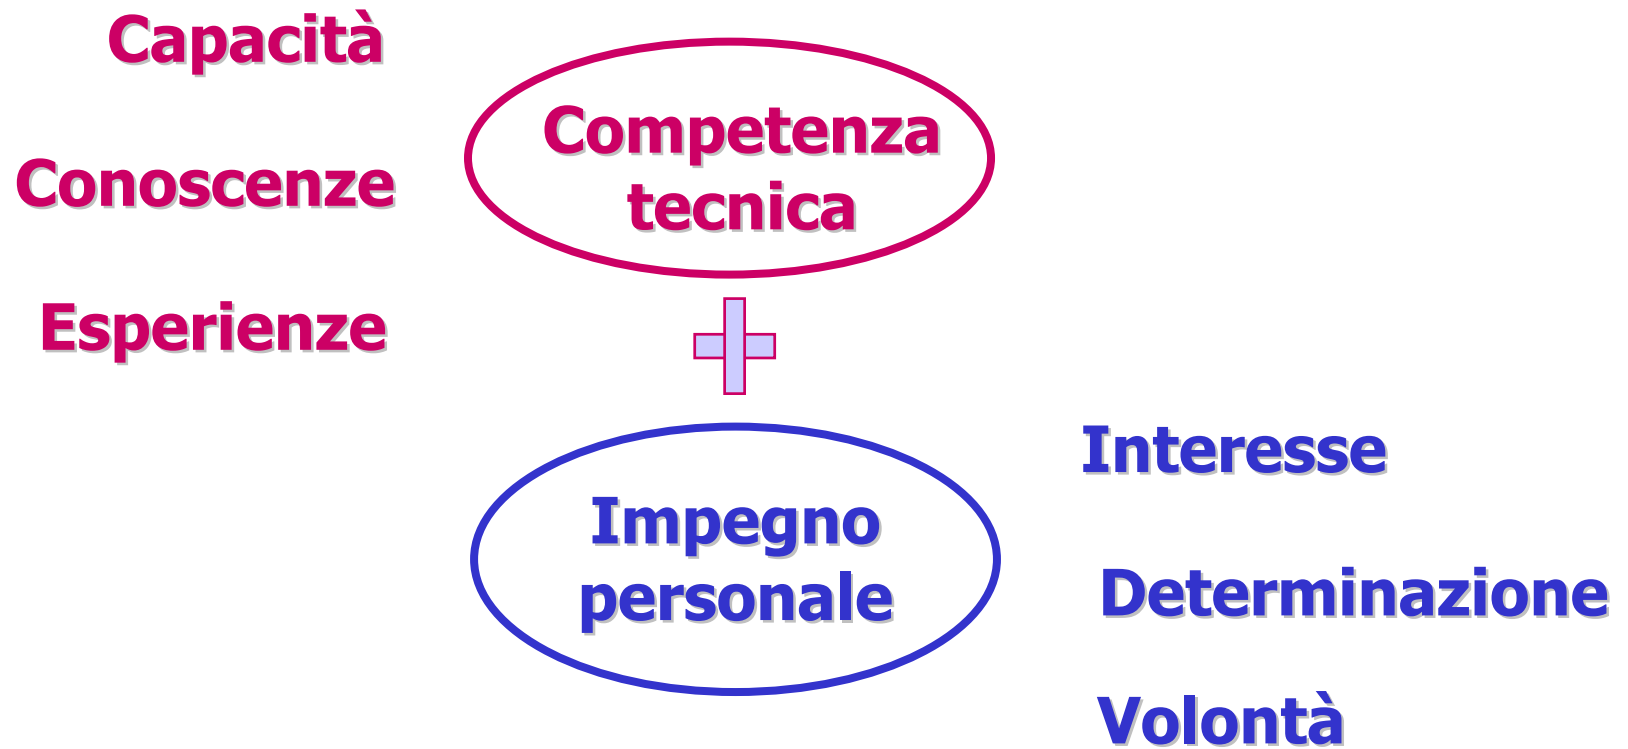 Capacità
Conoscenze
Esperienze
Competenza
tecnica
Impegno
personale
Interesse
Determinazione
Volontà